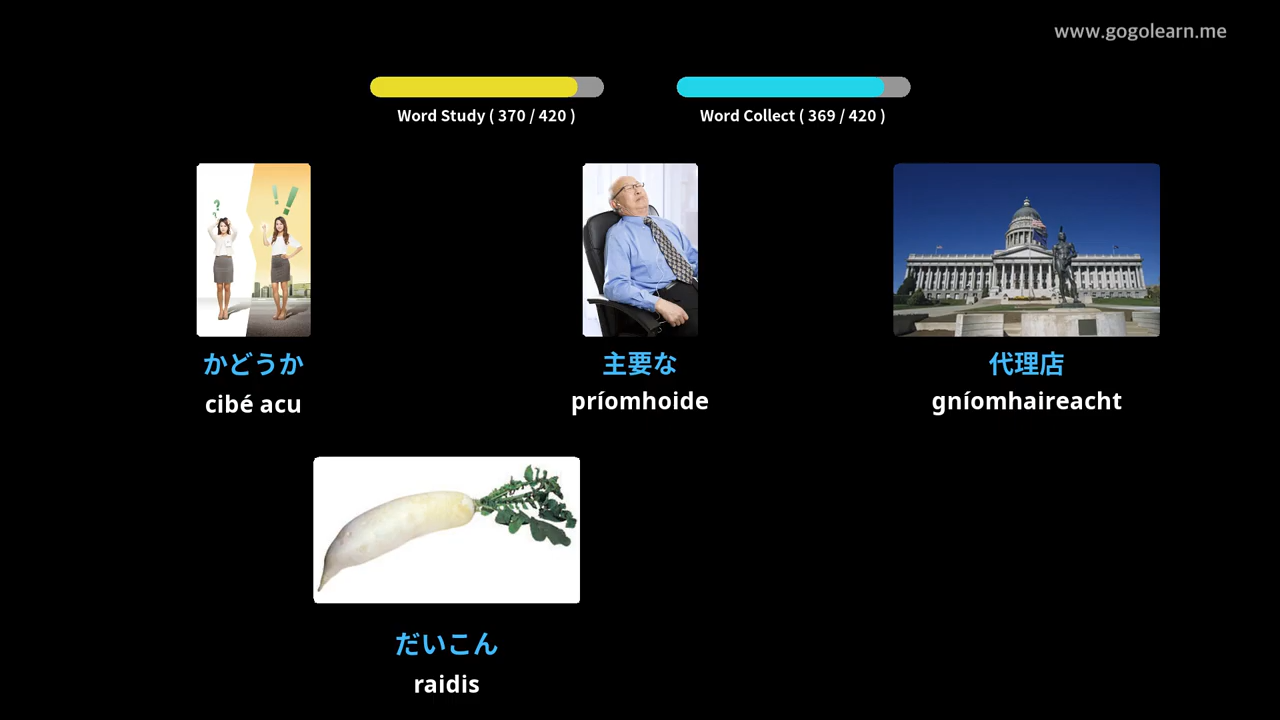 www.gogolearn.me
Word Study ( 370 / 420 )
Word Collect ( 369 / 420 )
かどうか
cibé acu
主要な
príomhoide
代理店
gníomhaireacht
だいこん
raidis